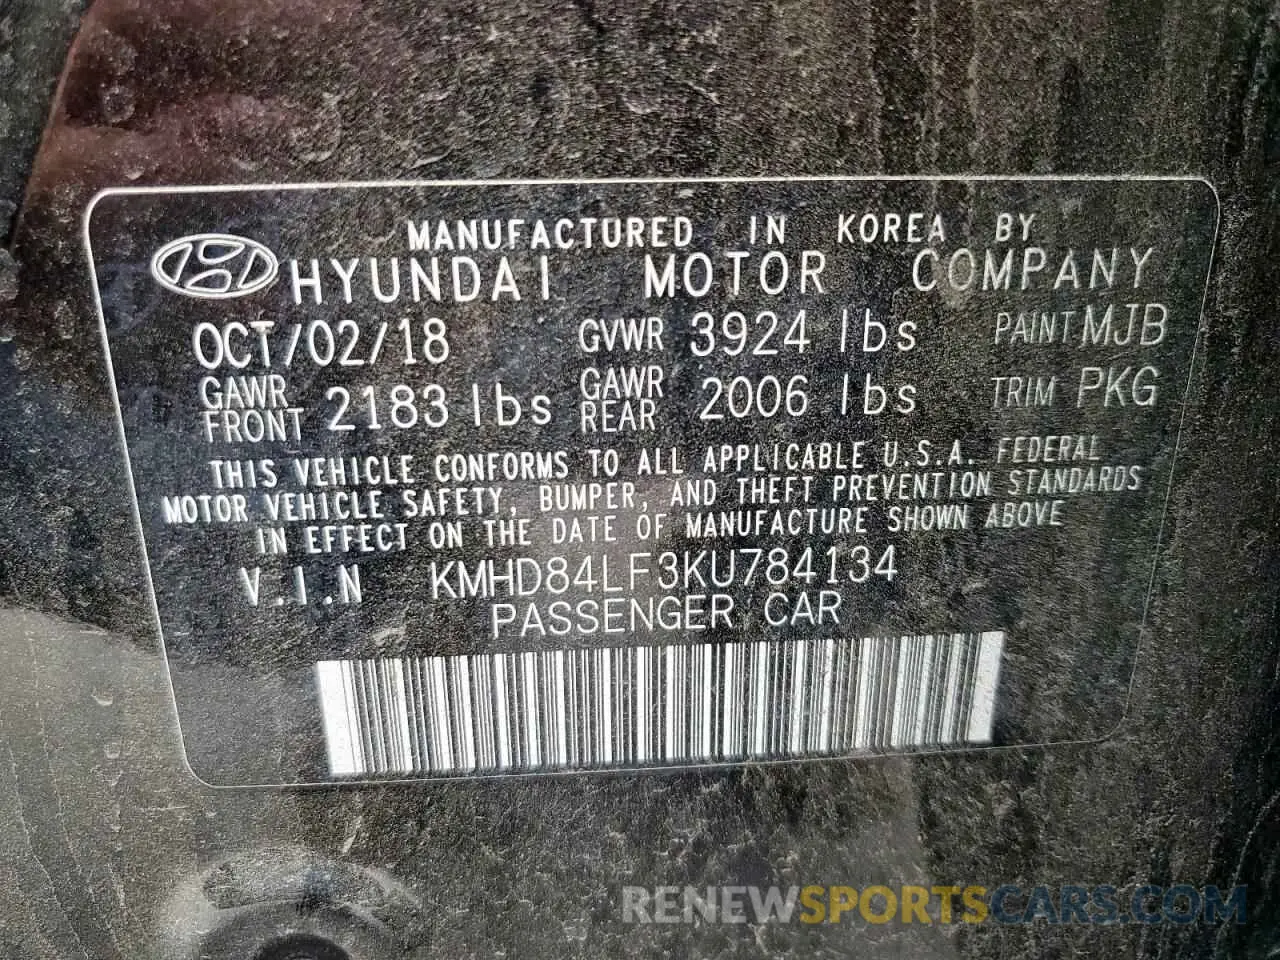 MANUFACTURED IN KOREA BY
HYUNDAI MOTOR COMPANY
OCT/02/18 GVWR 3924 lbs PAINT MJB
GAWR FRONT 2183 lbs GAWR REAR 2006 lbs TRIM PKG
THIS VEHICLE CONFORMS TO ALL APPLICABLE U.S.A. FEDERAL
MOTOR VEHICLE SAFETY, BUMPER, AND THEFT PREVENTION STANDARDS
IN EFFECT ON THE DATE OF MANUFACTURE SHOWN ABOVE
V.I.N KMHD84LF3KU784134
PASSENGER CAR
RENEWSPORTSCARS.COM